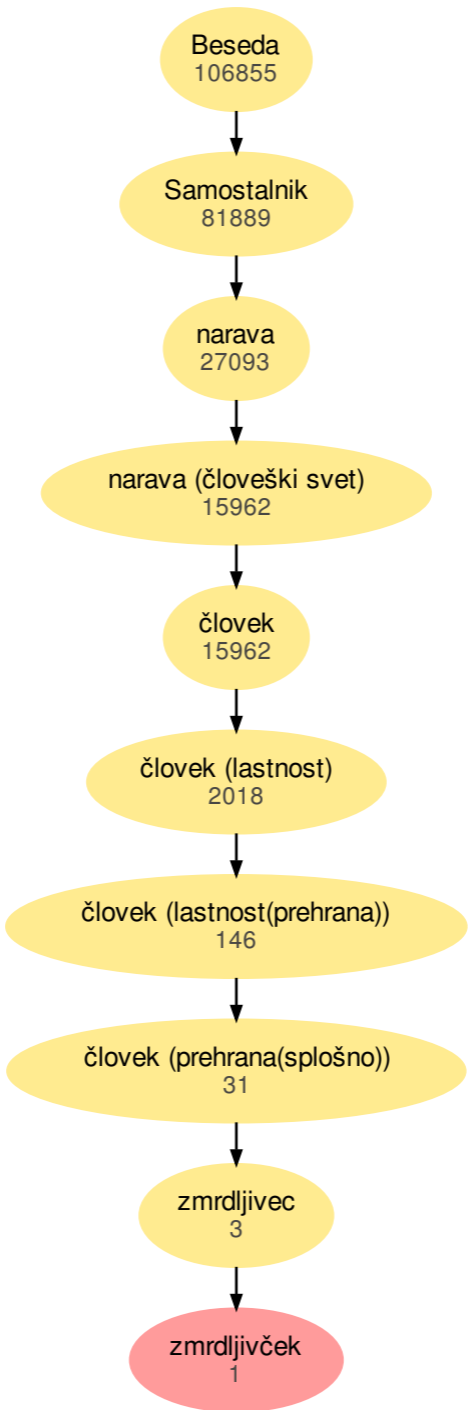 Beseda
106855
Samostalnik
81889
narava
27093
narava (človeški svet)
15962
človek
15962
človek (lastnost)
2018
človek (lastnost(prehrana))
146
človek (prehrana(splošno))
31
zmrdljivec
3
zmrdljivček
1